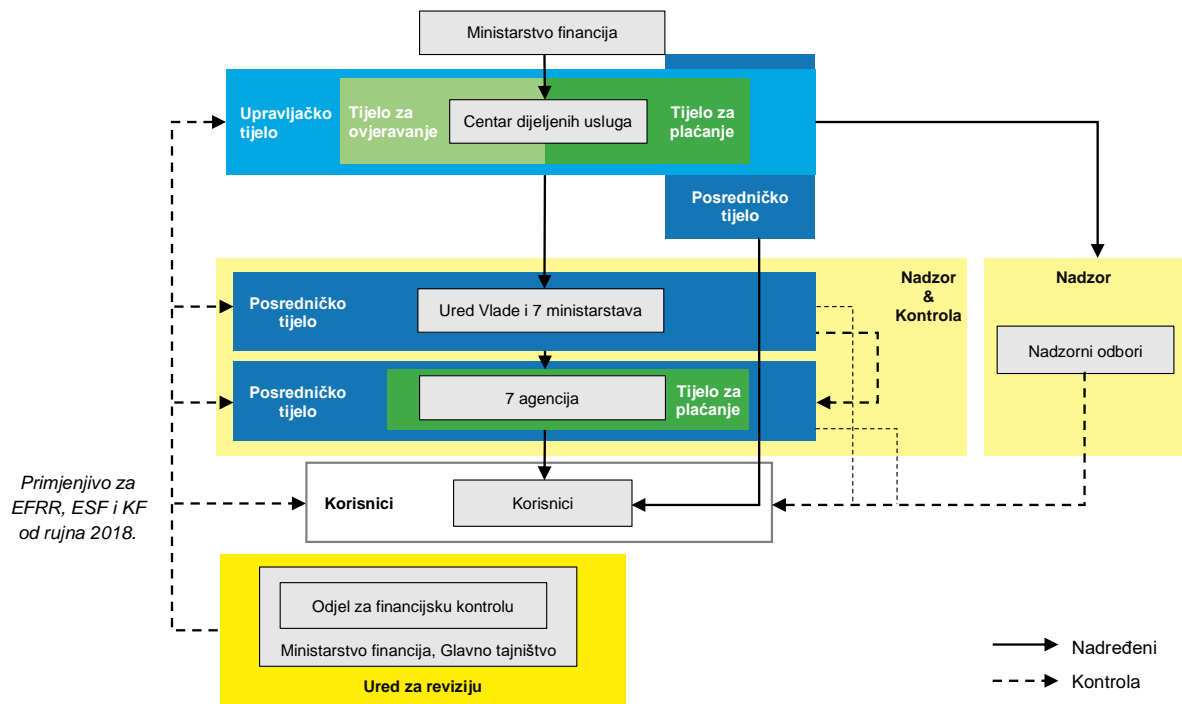 Ministarstvo financija
Upravljačko
tijelo
Tijelo za
ovjeravanje
Centar dijeljenih usluga
Tijelo za
plaćanje
Posredničko
tijelo
Nadzor
&
Kontrola
Nadzor
Posredničko
tijelo
Ured Vlade i 7 ministarstava
Nadzorni odbori
Posredničko
tijelo
7 agencija
Tijelo za
plaćanje
Primjenjivo za
EFRR, ESF i KF
od rujna 2018.
Korisnici
Korisnici
Odjel za financijsku kontrolu
Ministarstvo financija, Glavno tajništvo
Ured za reviziju
Nadređeni
Kontrola